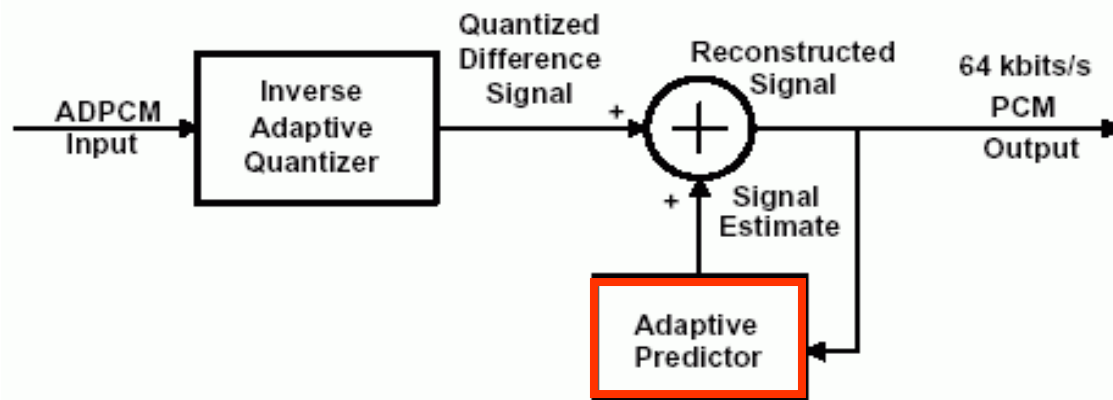 ADPCM
Input
Inverse
Adaptive
Quantizer
Quantized
Difference
Signal
+
Reconstructed
Signal
64 kbits/s
PCM
Output
+
Signal
Estimate
Adaptive
Predictor